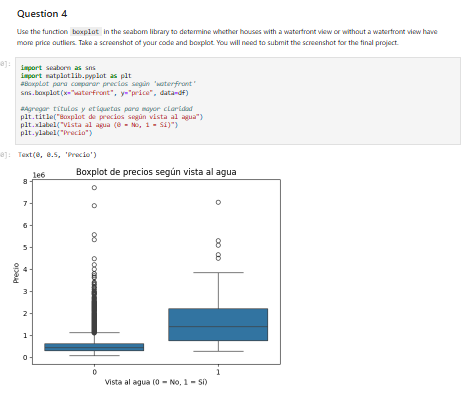 Question 4
Use the function boxplot in the seaborn library to determine whether houses with a waterfront view or without a waterfront view have
more price outliers. Take a screenshot of your code and boxplot. You will need to submit the screenshot for the final project.
0]:
import seaborn as sns
import matplotlib.pyplot as plt
#Boxplot para comparar precios según 'waterfront'
sns.boxplot(x="waterfront", y="price", data=df)
#Agregar títulos y etiquetas para mayor claridad
plt.title("Boxplot de precios según vista al agua")
plt.xlabel("Vista al agua (0 = No, 1 = Sí)")
plt.ylabel("Precio")
0]: Text(0, 0.5, 'Precio')
Boxplot de precios según vista al agua
1e6
8
7
6
5
4
3
2
1
0
Precio
0 1
Vista al agua (0 = No, 1 = Sí)